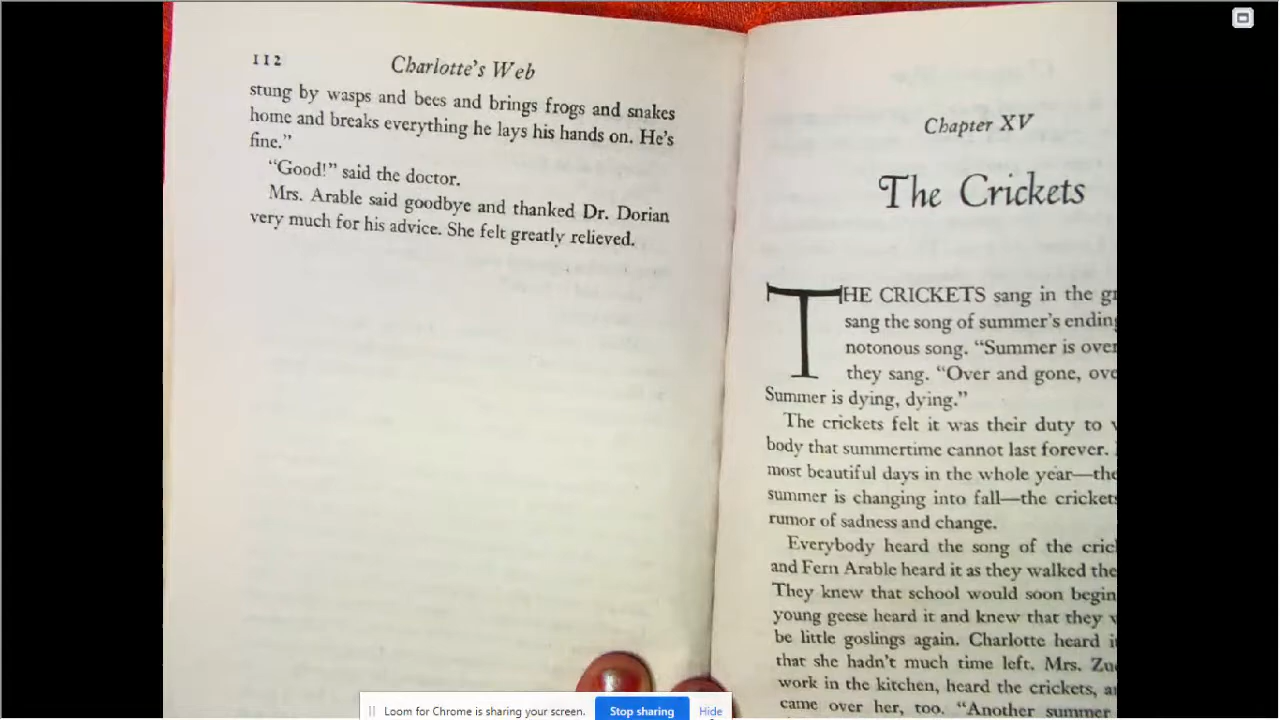 112
Charlotte's Web
stung by wasps and bees and brings frogs and snakes
home and breaks everything he lays his hands on. He's
fine."
"Good!" said the doctor.
Mrs. Arable said goodbye and thanked Dr. Dorian
very much for his advice. She felt greatly relieved.
Chapter XV
The Crickets
THE CRICKETS sang in the
sang the song of summer's
notonous song. "Summer is
they sang. "Over and gone,
Summer is dying, dying."
The crickets felt it was their duty to
body that summertime cannot last forever.
most beautiful days in the whole year—
summer is changing into fall—the
rumor of sadness and change.
Everybody heard the song of the
and Fern Arable heard it as they walked
They knew that school would soon begin
young geese heard it and knew that they
be little goslings again. Charlotte heard
that she hadn't much time left. Mrs.
work in the kitchen, heard the crickets,
came over her, too. "Another summer
Loom for Chrome is sharing your screen.
Stop sharing
Hide